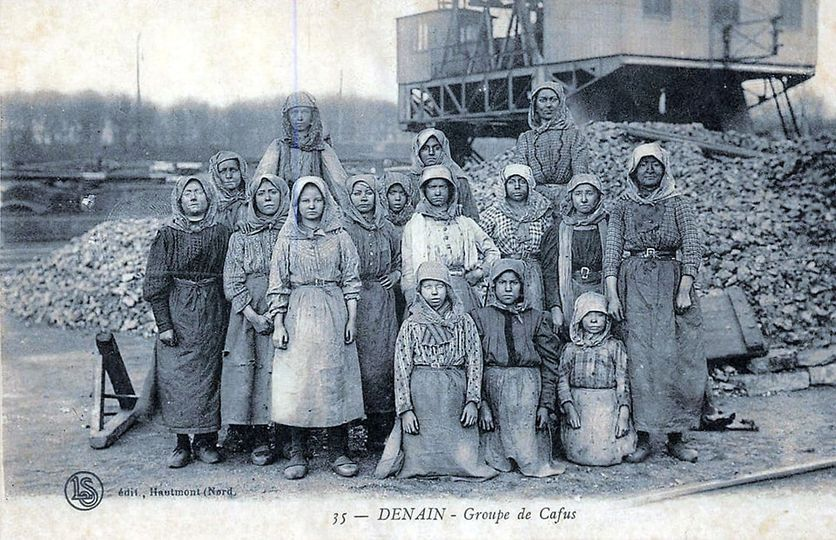 LS édit, Hautmont (Nord)
35 — DENAIN - Groupe de Cafus